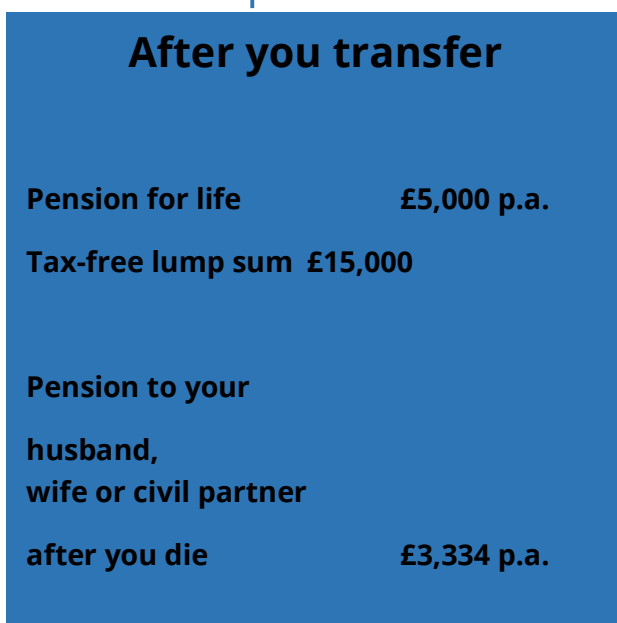 After you transfer
Pension for life £5,000 p.a.
Tax-free lump sum £15,000
Pension to your
husband,
wife or civil partner
after you die £3,334 p.a.